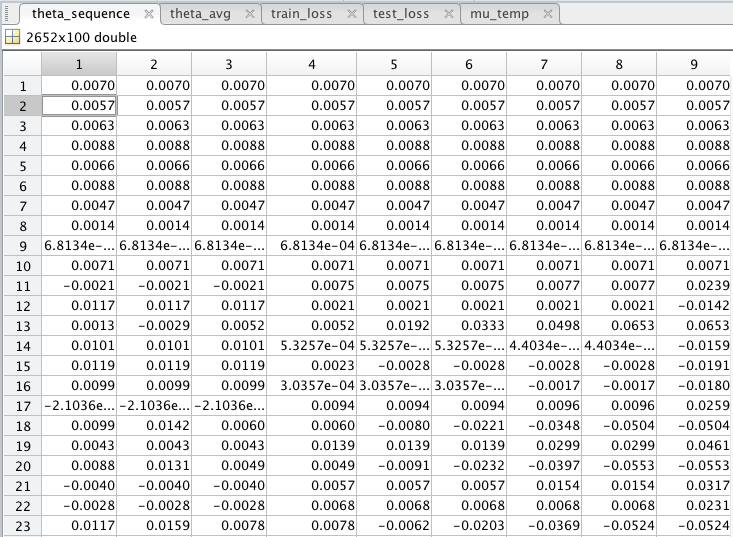 theta_sequence theta_avg train_loss test_loss mu_temp
2652x100 double
1 2 3 4 5 6 7 8 9
1 0.0070 0.0070 0.0070 0.0070 0.0070 0.0070 0.0070 0.0070 0.0070
2 0.0057 0.0057 0.0057 0.0057 0.0057 0.0057 0.0057 0.0057 0.0057
3 0.0063 0.0063 0.0063 0.0063 0.0063 0.0063 0.0063 0.0063 0.0063
4 0.0088 0.0088 0.0088 0.0088 0.0088 0.0088 0.0088 0.0088 0.0088
5 0.0066 0.0066 0.0066 0.0066 0.0066 0.0066 0.0066 0.0066 0.0066
6 0.0088 0.0088 0.0088 0.0088 0.0088 0.0088 0.0088 0.0088 0.0088
7 0.0047 0.0047 0.0047 0.0047 0.0047 0.0047 0.0047 0.0047 0.0047
8 0.0014 0.0014 0.0014 0.0014 0.0014 0.0014 0.0014 0.0014 0.0014
9 6.8134e-... 6.8134e-... 6.8134e-... 6.8134e-04 6.8134e-... 6.8134e-... 6.8134e-... 6.8134e-... 6.8134e-...
10 0.0071 0.0071 0.0071 0.0071 0.0071 0.0071 0.0071 0.0071 0.0071
11 -0.0021 -0.0021 -0.0021 0.0075 0.0075 0.0075 0.0077 0.0077 0.0239
12 0.0117 0.0117 0.0117 0.0021 0.0021 0.0021 0.0021 0.0021 -0.0142
13 0.0013 -0.0029 0.0052 0.0052 0.0192 0.0333 0.0498 0.0653 0.0653
14 0.0101 0.0101 0.0101 5.3257e-04 5.3257e-... 5.3257e-... 4.4034e-... 4.4034e-... -0.0159
15 0.0119 0.0119 0.0119 0.0023 -0.0028 -0.0028 -0.0028 -0.0028 -0.0191
16 0.0099 0.0099 0.0099 3.0357e-04 3.0357e-... 3.0357e-... -0.0017 -0.0017 -0.0180
17 -2.1036e... -2.1036e... -2.1036e... 0.0094 0.0094 0.0094 0.0096 0.0096 0.0259
18 0.0099 0.0142 0.0060 0.0060 -0.0080 -0.0221 -0.0348 -0.0504 -0.0504
19 0.0043 0.0043 0.0043 0.0139 0.0139 0.0139 0.0299 0.0299 0.0461
20 0.0088 0.0131 0.0049 0.0049 -0.0091 -0.0232 -0.0397 -0.0553 -0.0553
21 -0.0040 -0.0040 -0.0040 0.0057 0.0057 0.0057 0.0154 0.0154 0.0317
22 -0.0028 -0.0028 -0.0028 0.0068 0.0068 0.0068 0.0068 0.0068 0.0231
23 0.0117 0.0159 0.0078 0.0078 -0.0062 -0.0203 -0.0369 -0.0524 -0.0524